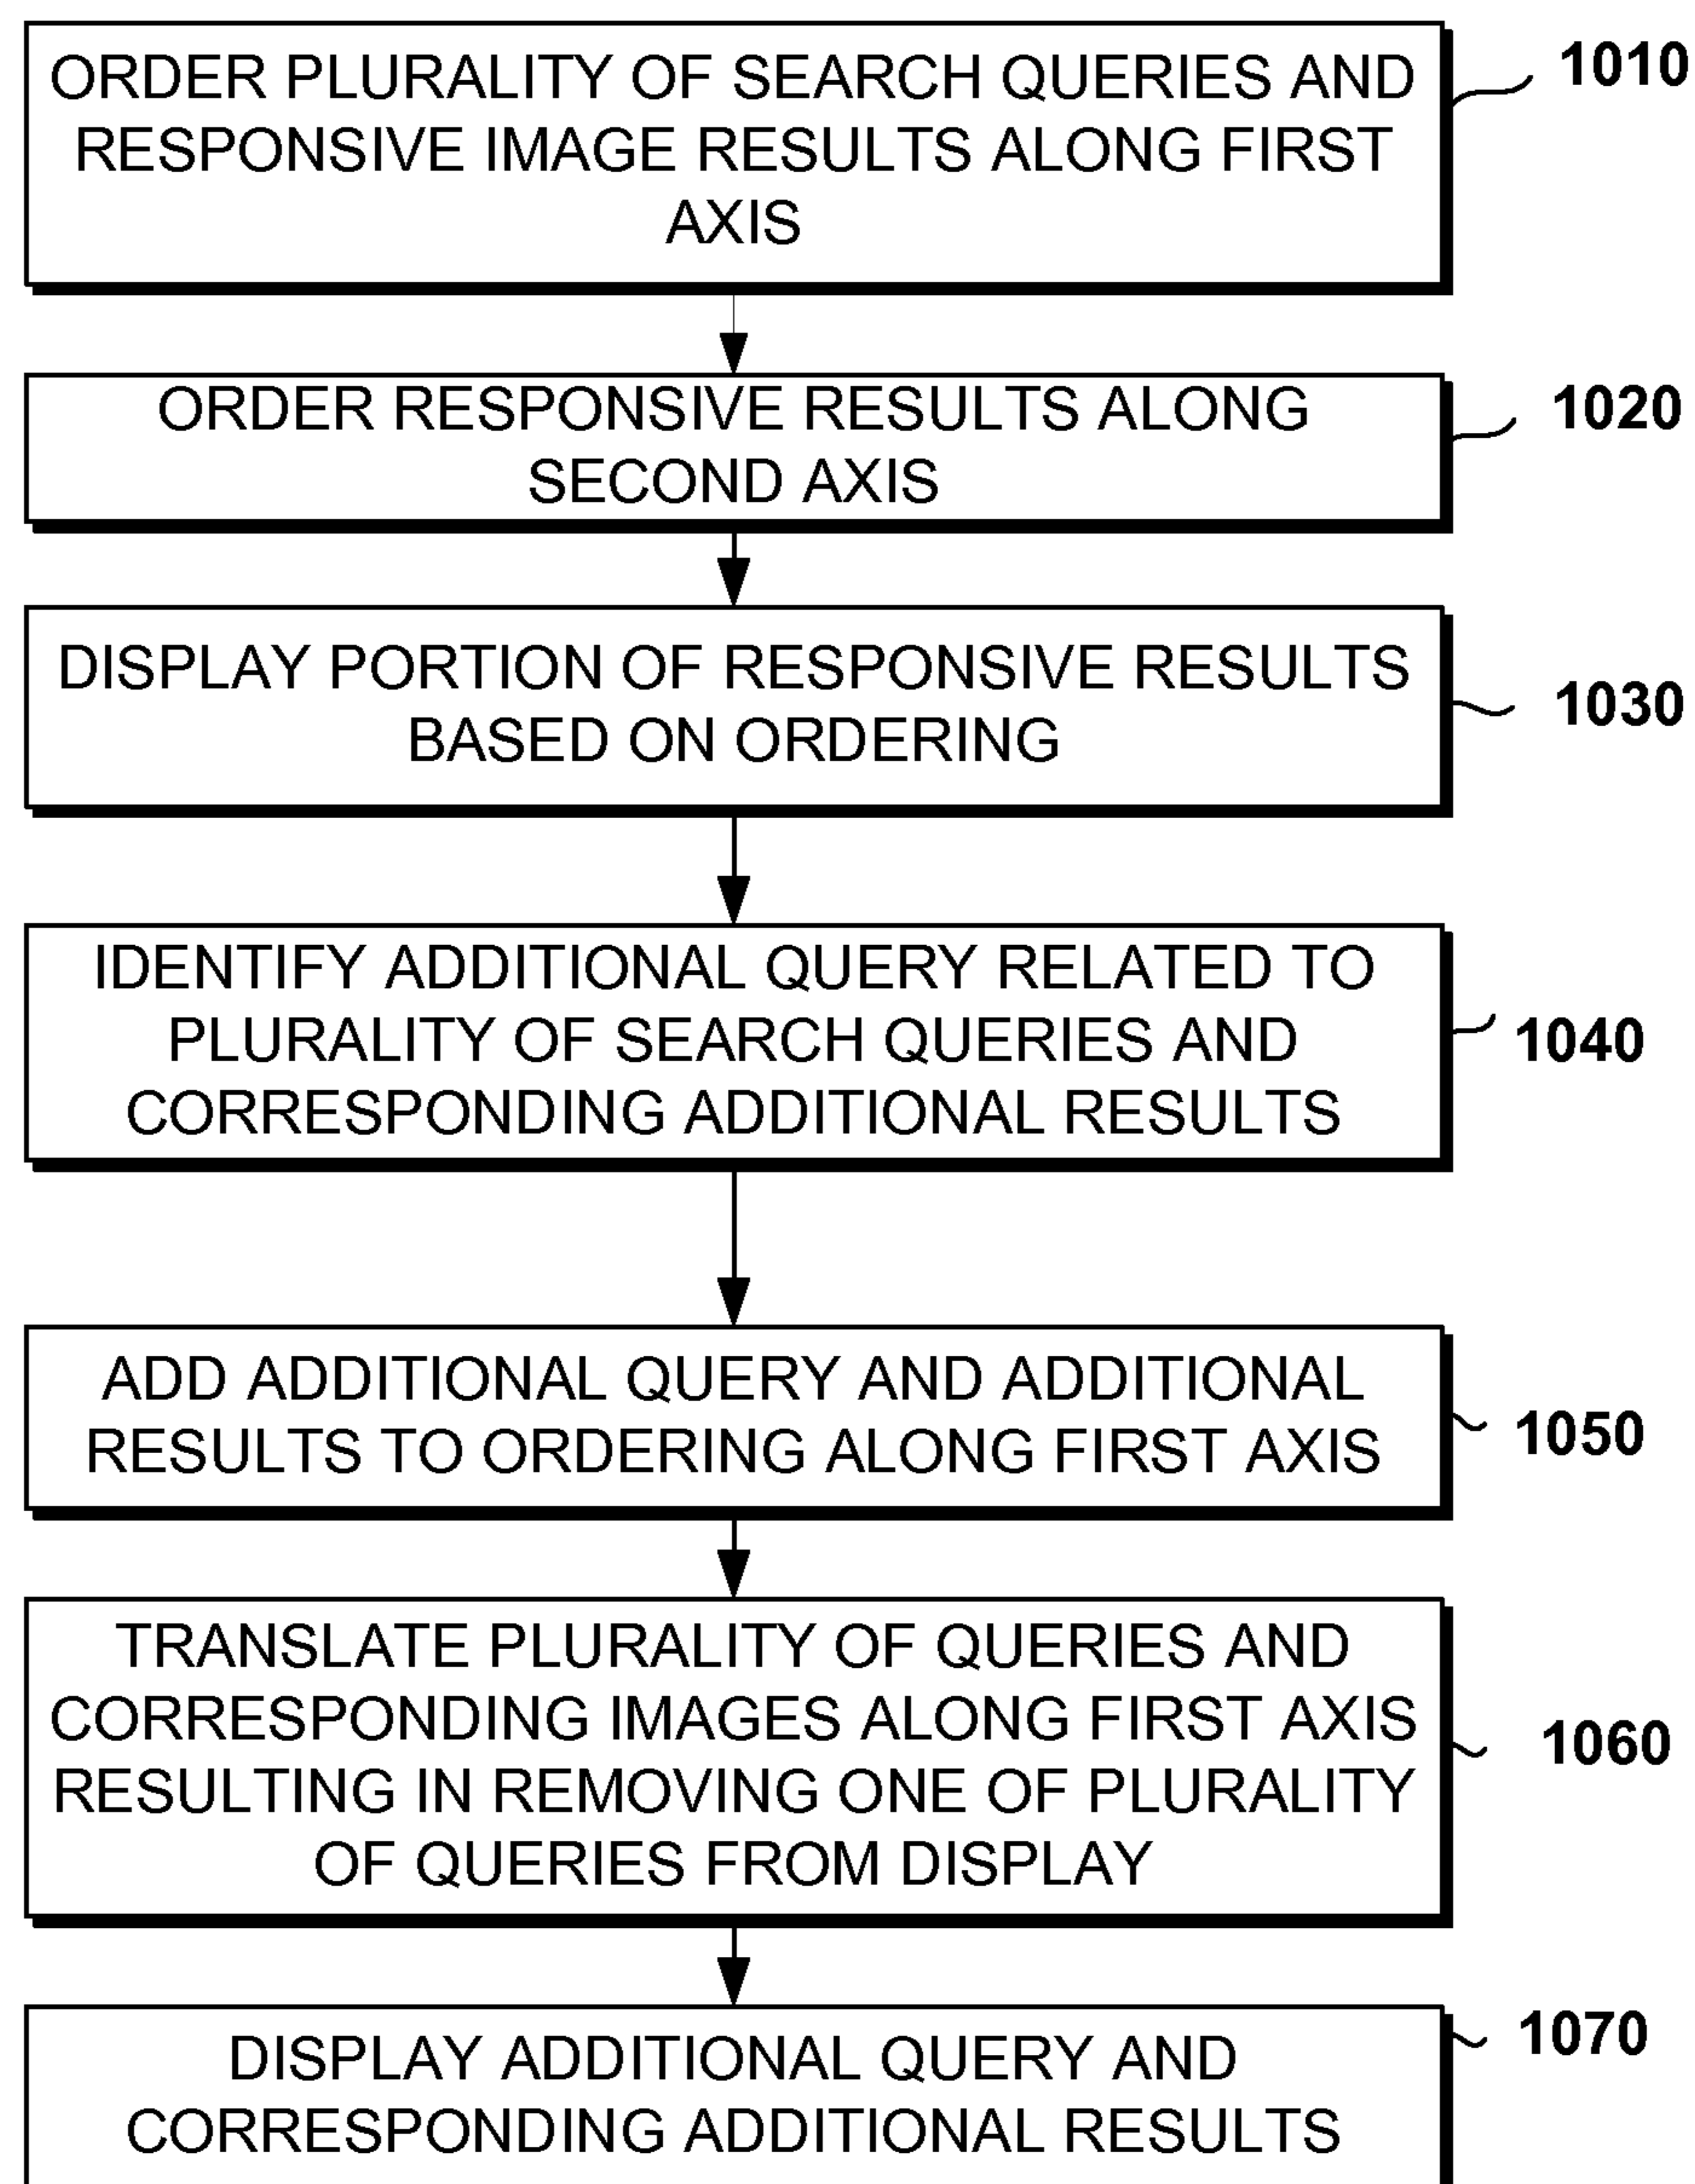 ORDER PLURALITY OF SEARCH QUERIES AND
RESPONSIVE IMAGE RESULTS ALONG FIRST
AXIS
1010
ORDER RESPONSIVE RESULTS ALONG
SECOND AXIS
1020
DISPLAY PORTION OF RESPONSIVE RESULTS
BASED ON ORDERING
1030
IDENTIFY ADDITIONAL QUERY RELATED TO
PLURALITY OF SEARCH QUERIES AND
CORRESPONDING ADDITIONAL RESULTS
1040
ADD ADDITIONAL QUERY AND ADDITIONAL
RESULTS TO ORDERING ALONG FIRST AXIS
1050
TRANSLATE PLURALITY OF QUERIES AND
CORRESPONDING IMAGES ALONG FIRST AXIS
RESULTING IN REMOVING ONE OF PLURALITY
OF QUERIES FROM DISPLAY
1060
DISPLAY ADDITIONAL QUERY AND
CORRESPONDING ADDITIONAL RESULTS
1070